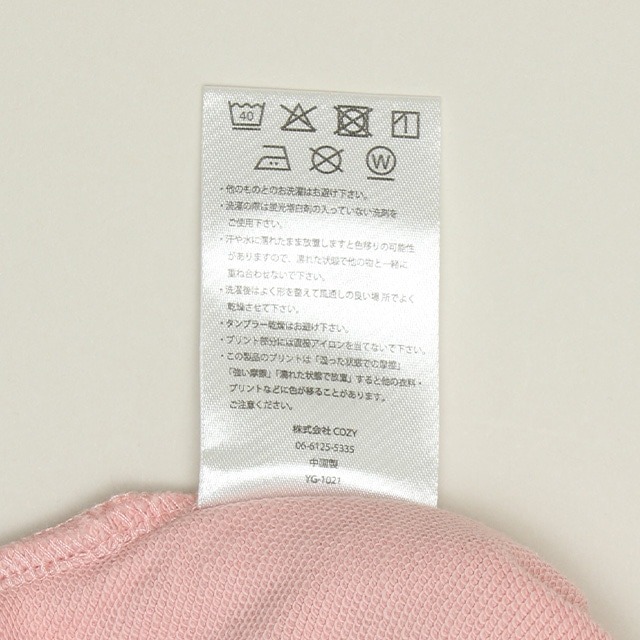 40
W
・他のものとのお洗濯はお避け下さい。
・洗濯の際は蛍光増白剤の入っていない洗剤を
ご使用下さい。
・汗や水に濡れたまま放置しますと色移りの可能性
がありますので、濡れた状態で他の物と一緒に
重ね合わせないで下さい。
・洗濯後はよく形を整えて風通しの良い場所でよく
乾燥させて下さい。
・タンブラー乾燥はお避け下さい。
・プリント部分には直接アイロンを当てないで下さい。
・この製品のプリントは「湿った状態での摩擦」
「強い摩擦」「濡れた状態で放置」すると他の衣料・
プリントなどに色が移ることがあります。
ご注意ください。
株式会社 COZY
06-6125-5335
中国製
YG-1021